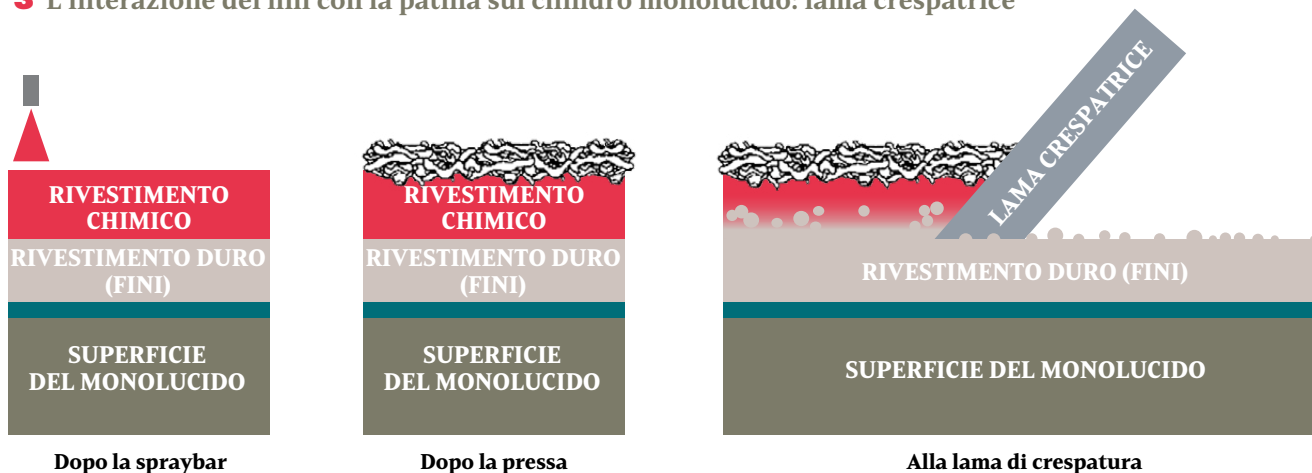 3 L'interazione dei fini con la patina sul cilindro monolucido: lama crespatrice
RIVESTIMENTO
CHIMICO
RIVESTIMENTO DURO
(FINI)
SUPERFICIE
DEL MONOLUCIDO
Dopo la spraybar
RIVESTIMENTO
CHIMICO
RIVESTIMENTO DURO
(FINI)
SUPERFICIE
DEL MONOLUCIDO
Dopo la pressa
LAMA CRESPATRICE
RIVESTIMENTO DURO (FINI)
SUPERFICIE DEL MONOLUCIDO
Alla lama di crespatura